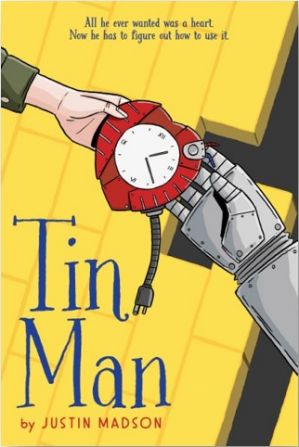 All he ever wanted was a heart.
Now he has to figure out how to use it.
Tin
Man
by JUSTIN MADSON